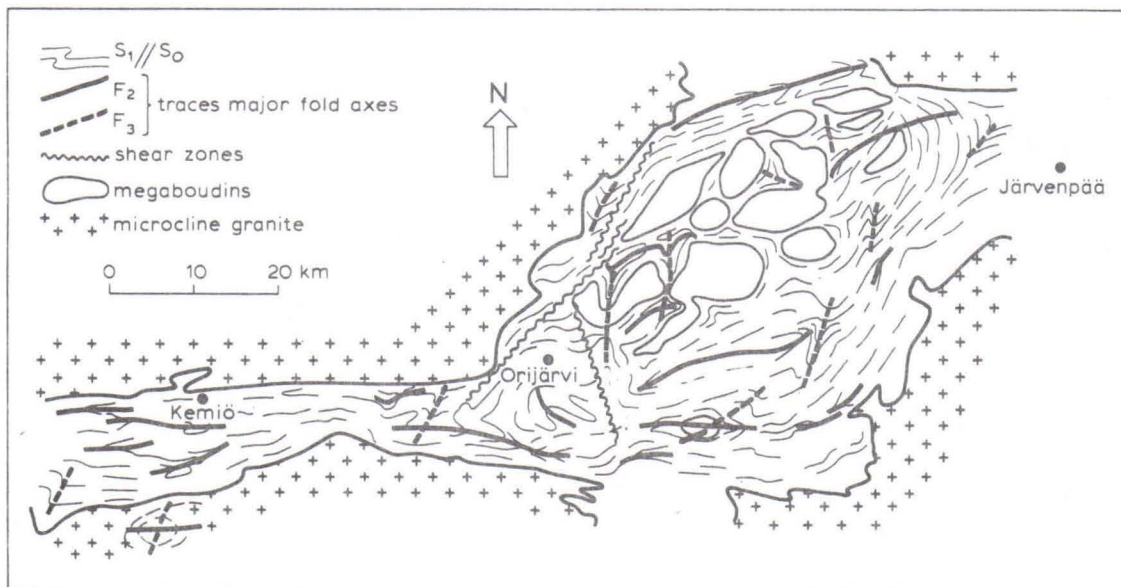 S₁//S₀
F₂
traces major fold axes
F₃
shear zones
megaboudins
microcline granite
0 10 20 km
N
Järvenpää
Orijärvi
Kemiö